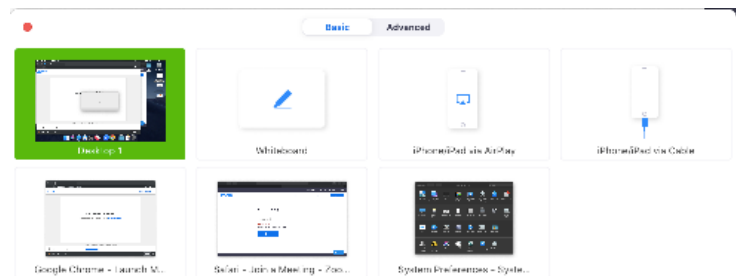 Basic Advanced
Desktop 1 Whiteboard iPhone/iPad via AirPlay iPhone/iPad via Cable
Google Chrome - Launch M... Safari - Join a Meeting - Zoo... System Preferences - Syste...